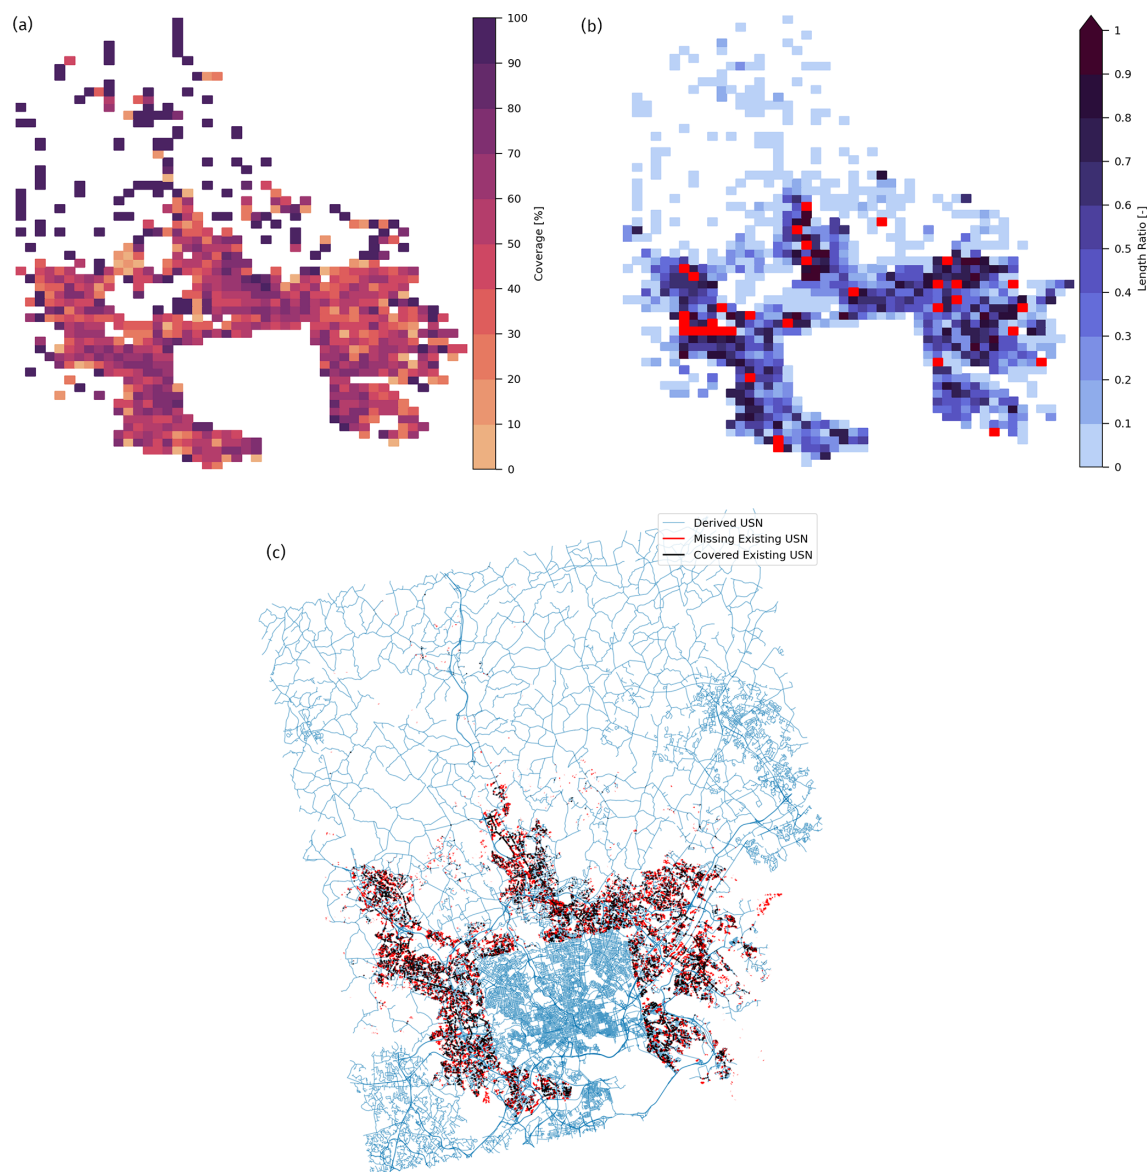 (a)
100
90
80
70
60
50
40
30
20
10
0
Coverage [%]
(b)
1
0.9
0.8
0.7
0.6
0.5
0.4
0.3
0.2
0.1
0
Length Ratio [-]
(c)
Derived USN
Missing Existing USN
Covered Existing USN